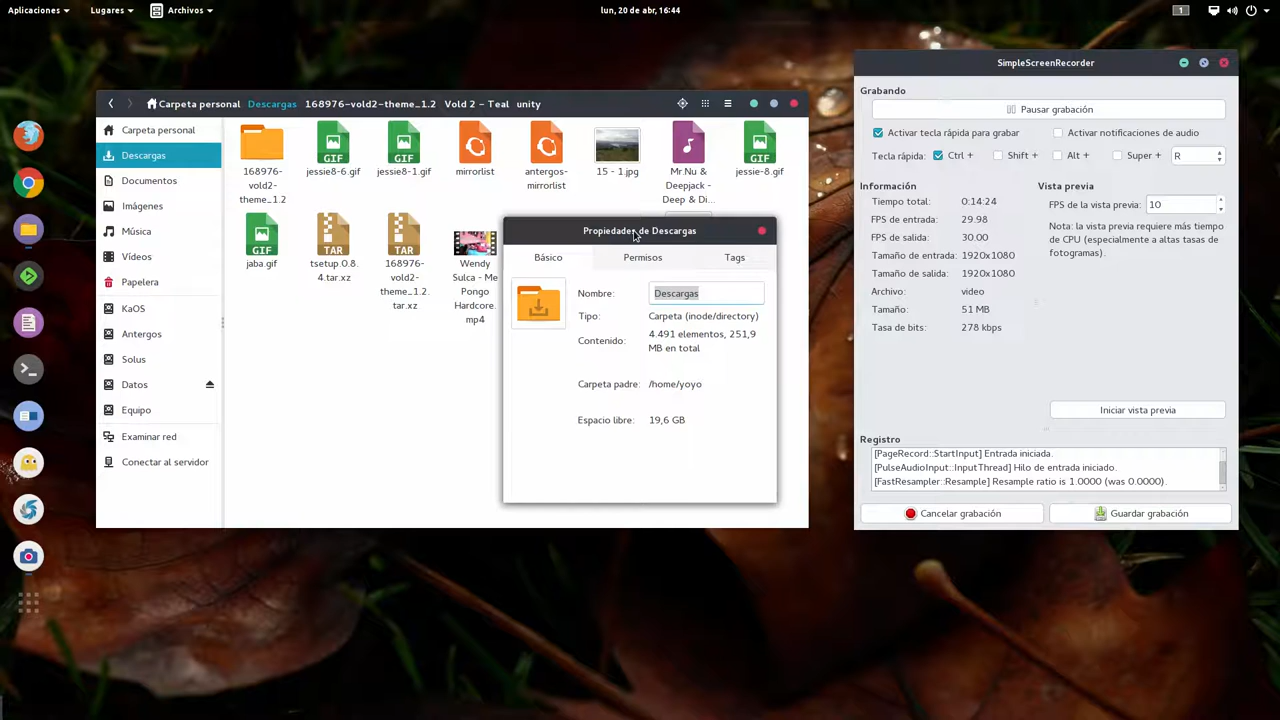 Aplicaciones
Lugares
Archivos
lun, 20 de abr, 16:44
1
Carpeta personal
Descargas
168976-vold2-theme_1.2
Vold 2 – Teal
unity
Carpeta personal
Descargas
Documentos
Imágenes
Música
Vídeos
Papelera
KaOS
Antergos
Solus
Datos
Equipo
Examinar red
Conectar al servidor
168976-
vold2-
theme_1.2
jessie8-6.gif
jessie8-1.gif
mirrorlist
antergos-
mirrorlist
15 - 1.jpg
Mr.Nu &
Deepjack -
Deep & Di...
jessie-8.gif
jaba.gif
tsetup 0.8.
4.tar.xz
168976-
vold2-
theme_1.2.
tar.xz
Wendy
Sulca - Me
Pongo
Hardcore.
mp4
GIF
GIF
GIF
GIF
GIF
TAR
TAR
Propiedades de Descargas
Básico
Permisos
Tags
Nombre:
Descargas
Tipo:
Carpeta (inode/directory)
Contenido:
4.491 elementos, 251,9
MB en total
Carpeta padre:
/home/yoyo
Espacio libre:
19,6 GB
SimpleScreenRecorder
Grabando
Pausar grabación
Activar tecla rápida para grabar
Activar notificaciones de audio
Tecla rápida:
Ctrl +
Shift +
Alt +
Super +
R
Información
Tiempo total: 0:14:24
FPS de entrada: 29.98
FPS de salida: 30.00
Tamaño de entrada: 1920x1080
Tamaño de salida: 1920x1080
Archivo: video
Tamaño: 51 MB
Tasa de bits: 278 kbps
Vista previa
FPS de la vista previa: 10
Nota: la vista previa requiere más tiempo
de CPU (especialmente a altas tasas de
fotogramas).
Iniciar vista previa
Registro
[PageRecord::StartInput] Entrada iniciada.
[PulseAudioInput::InputThread] Hilo de entrada iniciado.
[FastResampler::Resample] Resample ratio is 1.0000 (was 0.0000).
Cancelar grabación
Guardar grabación